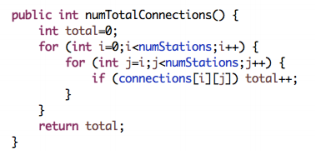 public int numTotalConnections() {
    int total=0;
    for (int i=0;i<numStations;i++) {
        for (int j=i;j<numStations;j++) {
            if (connections[i][j]) total++;
        }
    }
    return total;
}